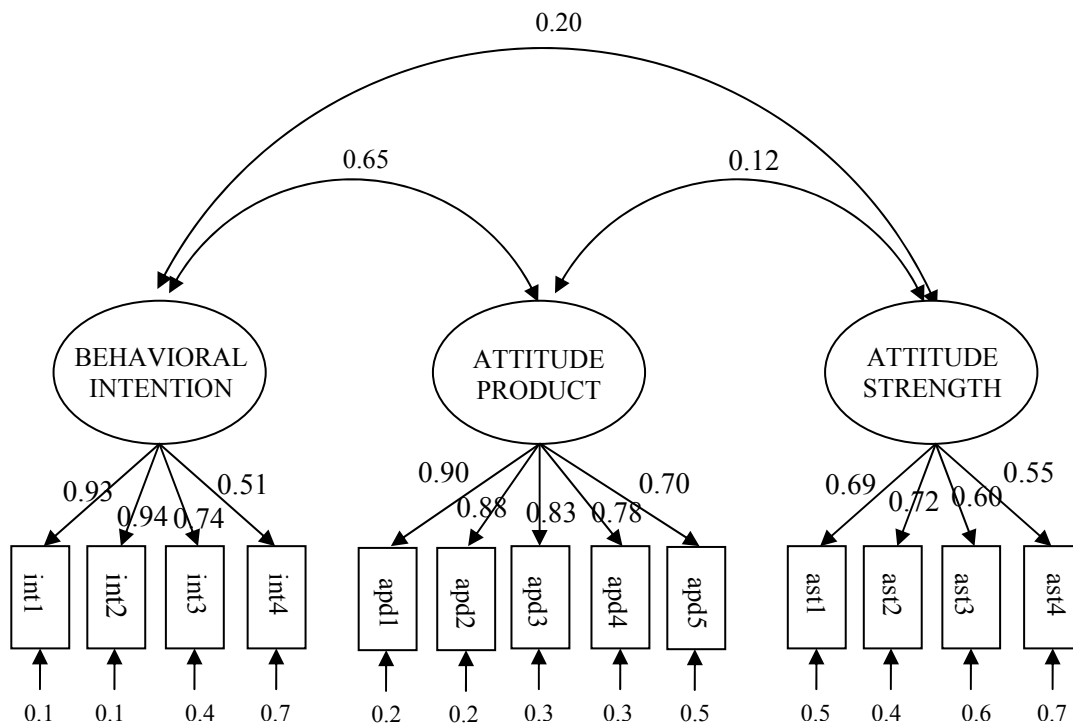 0.20
0.65
0.12
BEHAVIORAL
INTENTION
ATTITUDE
PRODUCT
ATTITUDE
STRENGTH
0.93
0.94
0.74
0.51
0.90
0.88
0.83
0.78
0.70
0.69
0.72
0.60
0.55
int1
int2
int3
int4
apd1
apd2
apd3
apd4
apd5
ast1
ast2
ast3
ast4
0.1
0.1
0.4
0.7
0.2
0.2
0.3
0.3
0.5
0.5
0.4
0.6
0.7